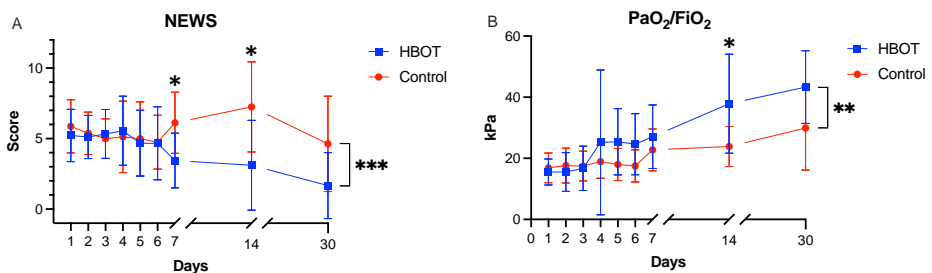 A
NEWS
HBOT
Control
Score
10
5
0
*
*
***
1 2 3 4 5 6 7 14 30
Days
B
PaO₂/FiO₂
HBOT
Control
kPa
60
40
20
0
*
**
0 1 2 3 4 5 6 7 14 30
Days